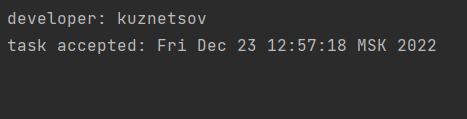 developer: kuznetsov
task accepted: Fri Dec 23 12:57:18 MSK 2022